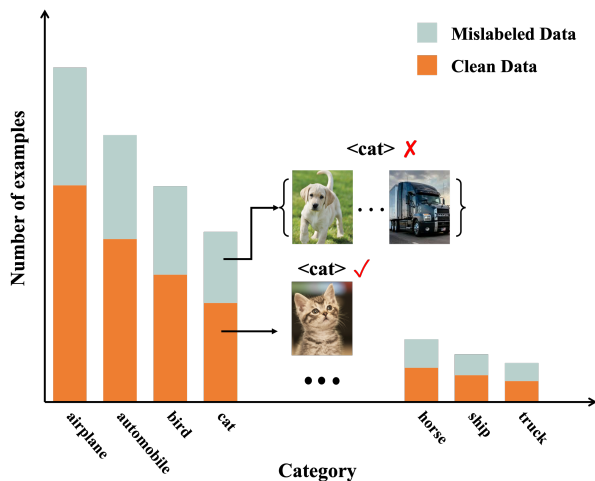 Mislabeled Data
Clean Data
Number of examples
<cat> ✗
<cat> ✓
airplane
automobile
bird
cat
horse
ship
truck
Category